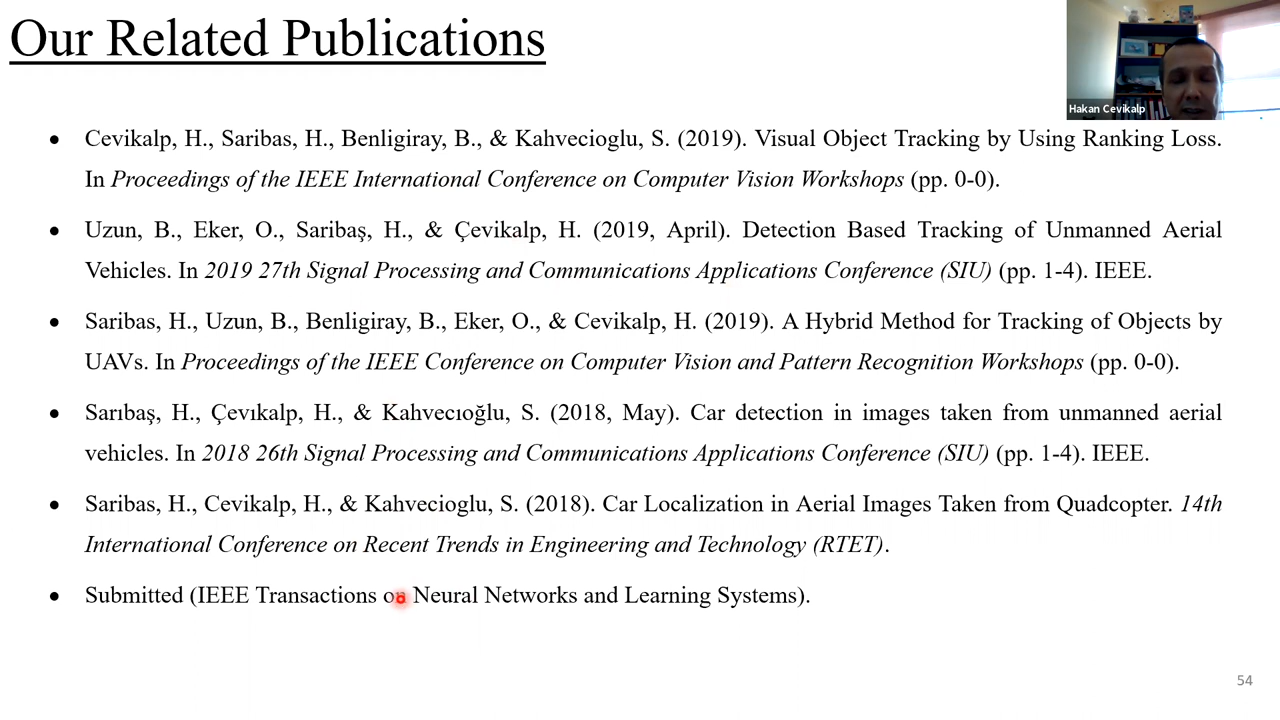 Our Related Publications
Hakan Cevikalp
● Cevikalp, H., Saribas, H., Benligiray, B., & Kahvecioglu, S. (2019). Visual Object Tracking by Using Ranking Loss.
In Proceedings of the IEEE International Conference on Computer Vision Workshops (pp. 0-0).
● Uzun, B., Eker, O., Saribaş, H., & Çevikalp, H. (2019, April). Detection Based Tracking of Unmanned Aerial
Vehicles. In 2019 27th Signal Processing and Communications Applications Conference (SIU) (pp. 1-4). IEEE.
● Saribas, H., Uzun, B., Benligiray, B., Eker, O., & Cevikalp, H. (2019). A Hybrid Method for Tracking of Objects by
UAVs. In Proceedings of the IEEE Conference on Computer Vision and Pattern Recognition Workshops (pp. 0-0).
● Sarıbaş, H., Çevıkalp, H., & Kahvecıoğlu, S. (2018, May). Car detection in images taken from unmanned aerial
vehicles. In 2018 26th Signal Processing and Communications Applications Conference (SIU) (pp. 1-4). IEEE.
● Saribas, H., Cevikalp, H., & Kahvecioglu, S. (2018). Car Localization in Aerial Images Taken from Quadcopter. 14th
International Conference on Recent Trends in Engineering and Technology (RTET).
● Submitted (IEEE Transactions on Neural Networks and Learning Systems).
54